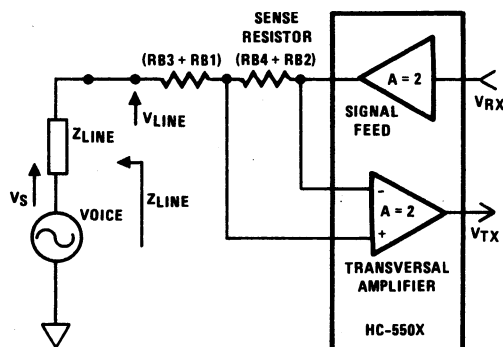 SENSE
RESISTOR
(RB3 + RB1) (RB4 + RB2)
A = 2
SIGNAL
FEED
VRX
VLINE
ZLINE
VS
VOICE
ZLINE
-
A = 2
+
VTX
TRANSVERSAL
AMPLIFIER
HC-550X